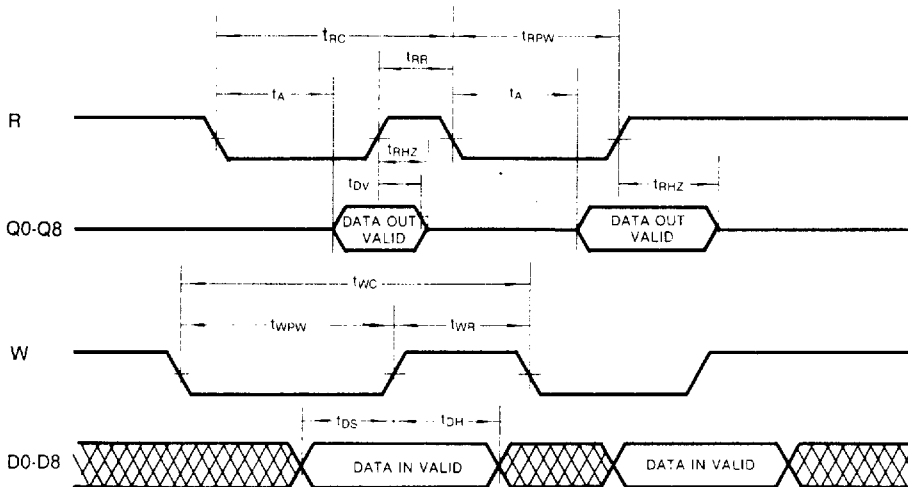 tRC
tRPW
tRR
tA
tA
R
tRHZ
tDV
tRHZ
Q0-Q8
DATA OUT
VALID
DATA OUT
VALID
tWC
tWPW
tWR
W
tDS
tDH
D0-D8
DATA IN VALID
DATA IN VALID